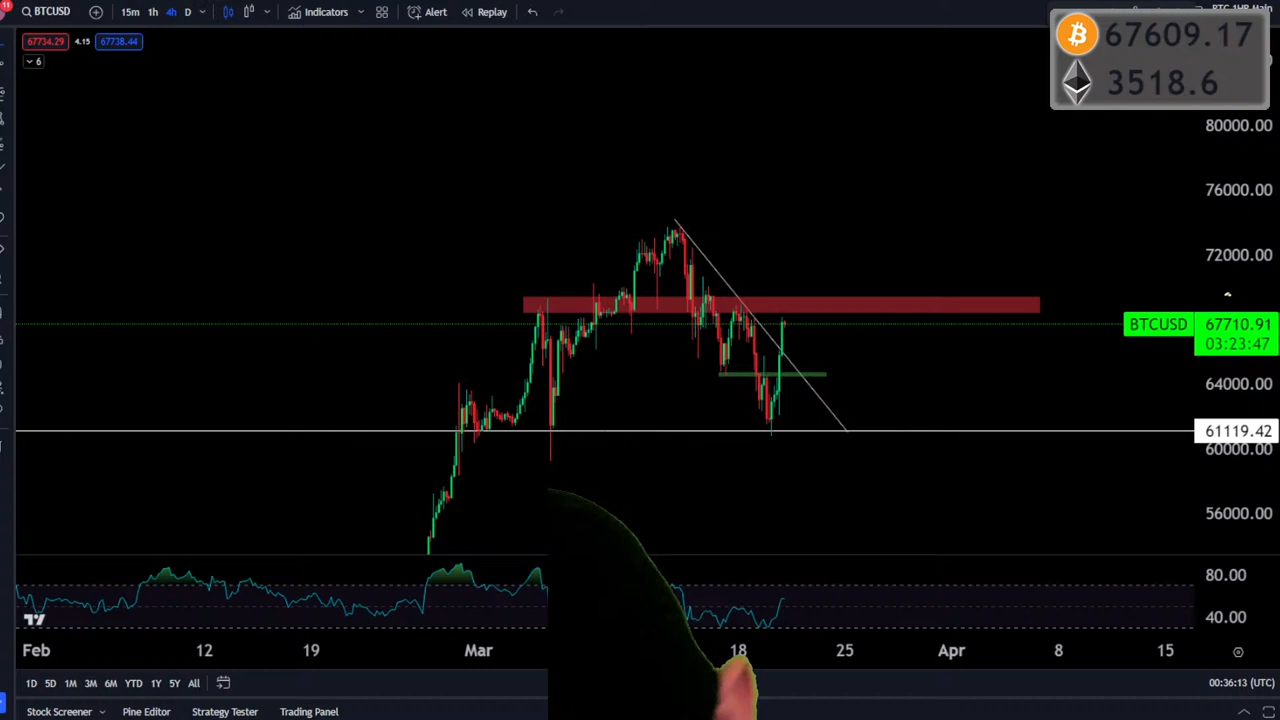 11
BTCUSD
15m 1h 4h D
Indicators
Alert
Replay
67734.29 4.15 67738.44
6
67609.17
3518.6
80000.00
76000.00
72000.00
BTCUSD 67710.91
03:23:47
64000.00
61119.42
60000.00
56000.00
80.00
40.00
Feb 12 19 Mar 18 25 Apr 8 15
1D 5D 1M 3M 6M YTD 1Y 5Y All
00:36:13 (UTC)
Stock Screener Pine Editor Strategy Tester Trading Panel